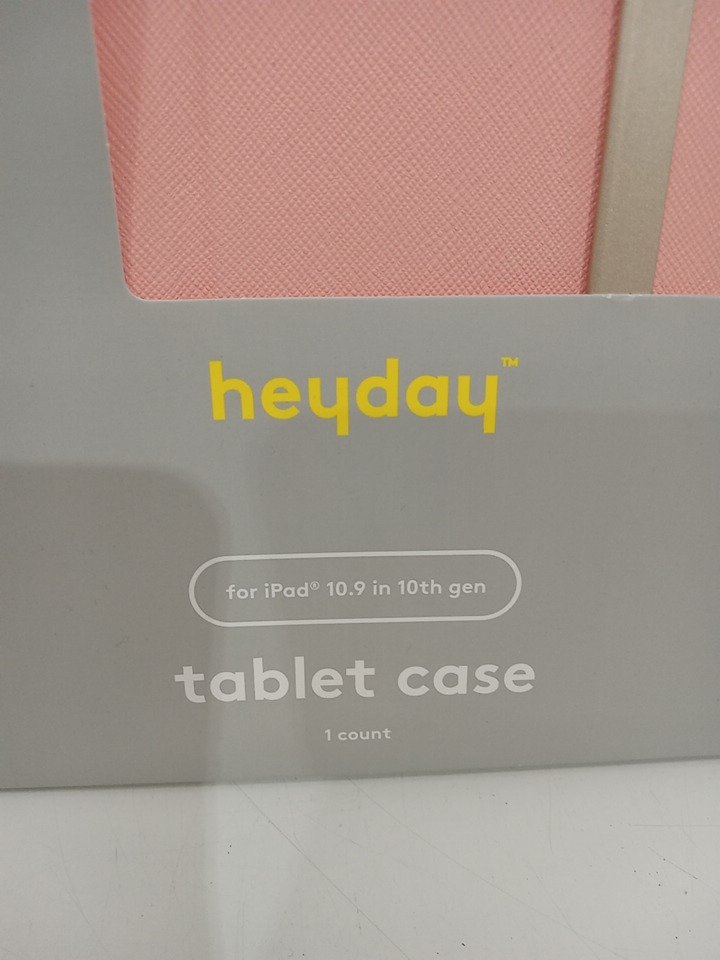 heyday™
for iPad® 10.9 in 10th gen
tablet case
1 count